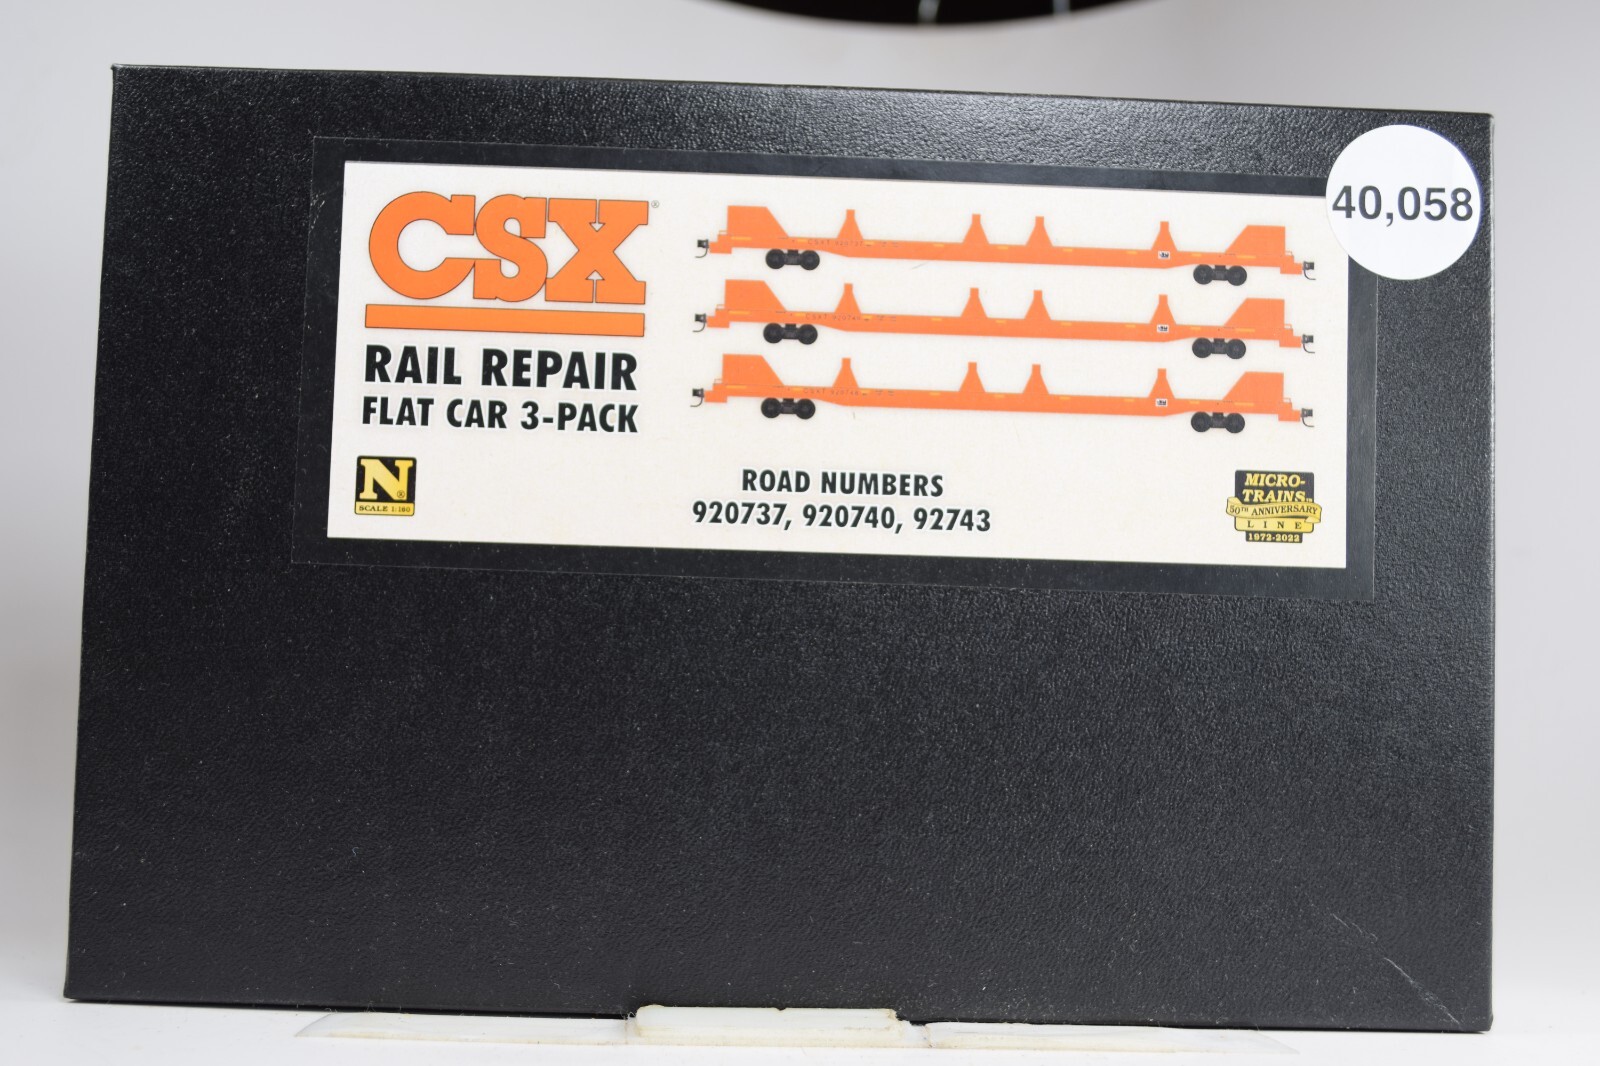 40,058
CSX®
RAIL REPAIR
FLAT CAR 3-PACK
N®
SCALE 1:160
ROAD NUMBERS
920737, 920740, 92743
MICRO-
TRAINS™
50TH ANNIVERSARY
LINE
1972-2022